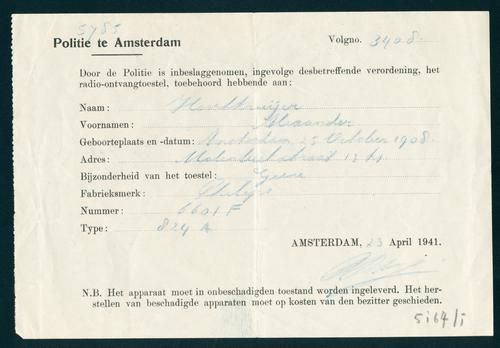 5785
Politie te Amsterdam
Volgno. 3408.
Door de Politie is inbeslaggenomen, ingevolge desbetreffende verordening, het
radio-ontvangtoestel, toebehoord hebbende aan:
Naam:
Voornamen: Alexander
Geboorteplaats en -datum: Amsterdam 25 October 1908.
Adres:
Bijzonderheid van het toestel: Geene
Fabrieksmerk: Philips
Nummer: 6601 F
Type: 824 A
AMSTERDAM, 23 April 1941.
N.B. Het apparaat moet in onbeschadigden toestand worden ingeleverd. Het her-
stellen van beschadigde apparaten moet op kosten van den bezitter geschieden.
5164/1